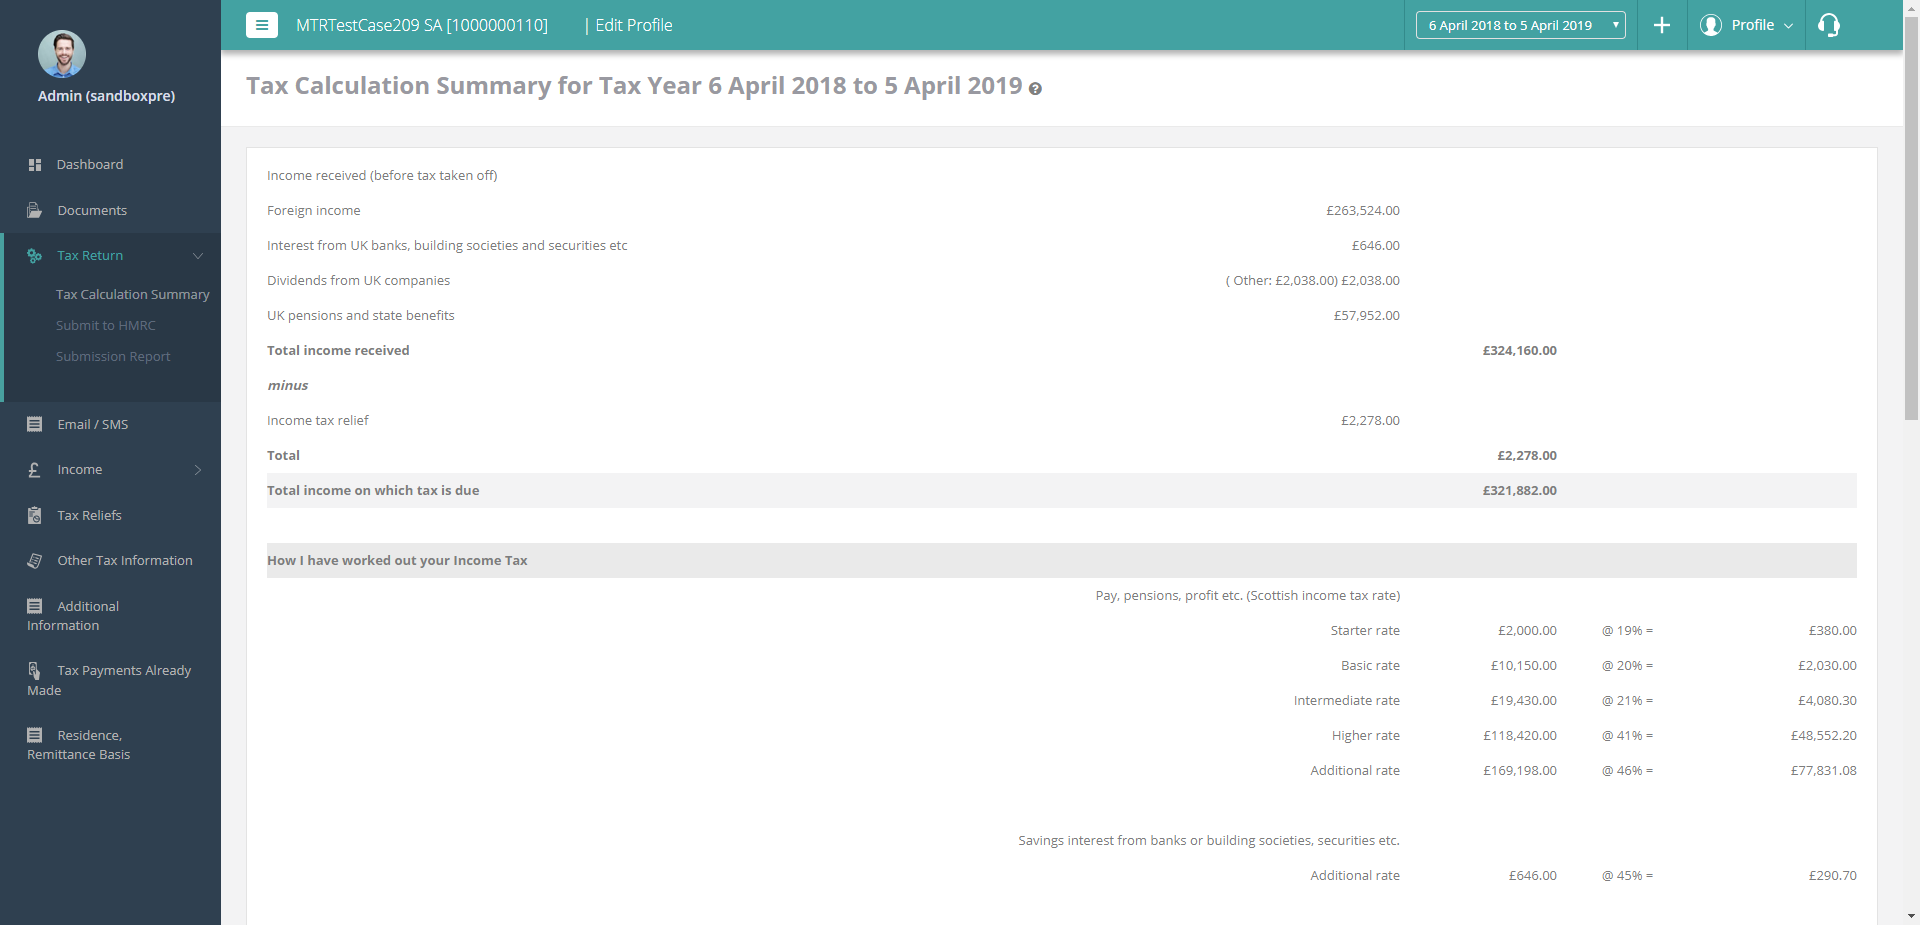 MTRTestCase209 SA [1000000110] | Edit Profile
6 April 2018 to 5 April 2019
Profile
Admin (sandboxpre)
Dashboard
Documents
Tax Return
Tax Calculation Summary
Submit to HMRC
Submission Report
Email / SMS
Income
Tax Reliefs
Other Tax Information
Additional
Information
Tax Payments Already
Made
Residence,
Remittance Basis
Tax Calculation Summary for Tax Year 6 April 2018 to 5 April 2019
Income received (before tax taken off)
Foreign income £263,524.00
Interest from UK banks, building societies and securities etc £646.00
Dividends from UK companies ( Other: £2,038.00) £2,038.00
UK pensions and state benefits £57,952.00
Total income received £324,160.00
minus
Income tax relief £2,278.00
Total £2,278.00
Total income on which tax is due £321,882.00
How I have worked out your Income Tax
Pay, pensions, profit etc. (Scottish income tax rate)
Starter rate £2,000.00 @ 19% = £380.00
Basic rate £10,150.00 @ 20% = £2,030.00
Intermediate rate £19,430.00 @ 21% = £4,080.30
Higher rate £118,420.00 @ 41% = £48,552.20
Additional rate £169,198.00 @ 46% = £77,831.08
Savings interest from banks or building societies, securities etc.
Additional rate £646.00 @ 45% = £290.70